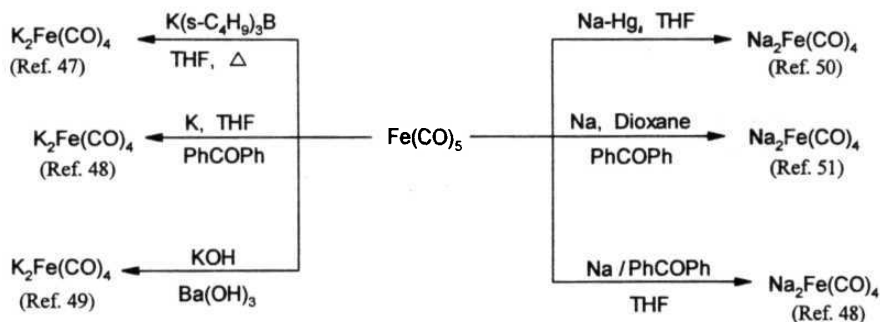 K(s-C₄H₉)₃B
K₂Fe(CO)₄
(Ref. 47)
THF, △
Na-Hg, THF
Na₂Fe(CO)₄
(Ref. 50)
K, THF
K₂Fe(CO)₄
(Ref. 48)
PhCOPh
Fe(CO)₅
Na, Dioxane
PhCOPh
Na₂Fe(CO)₄
(Ref. 51)
KOH
K₂Fe(CO)₄
(Ref. 49)
Ba(OH)₃
Na / PhCOPh
THF
Na₂Fe(CO)₄
(Ref. 48)